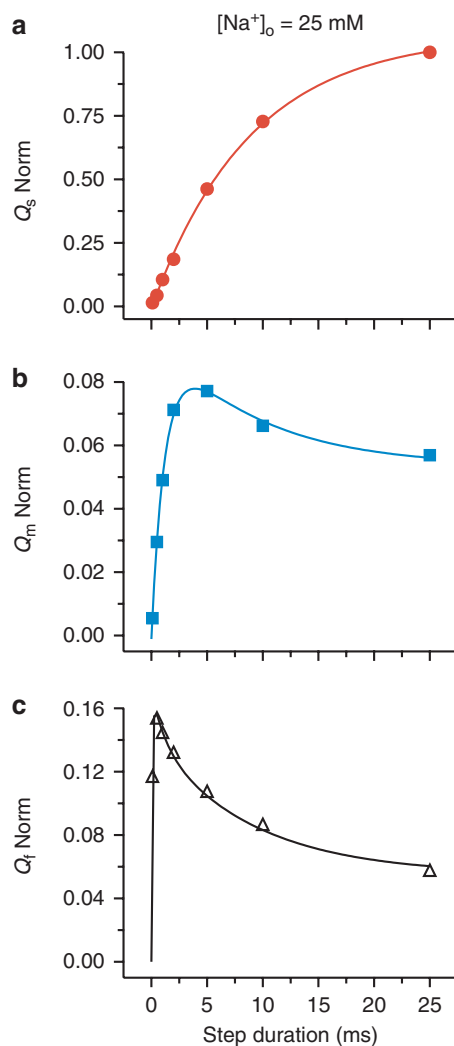 a
[Na⁺]ₒ = 25 mM
1.00
0.75
0.50
0.25
0.00
Qₛ Norm
b
0.08
0.06
0.04
0.02
0.00
Qₘ Norm
c
0.16
0.12
0.08
0.04
0.00
Q_f Norm
0 5 10 15 20 25
Step duration (ms)